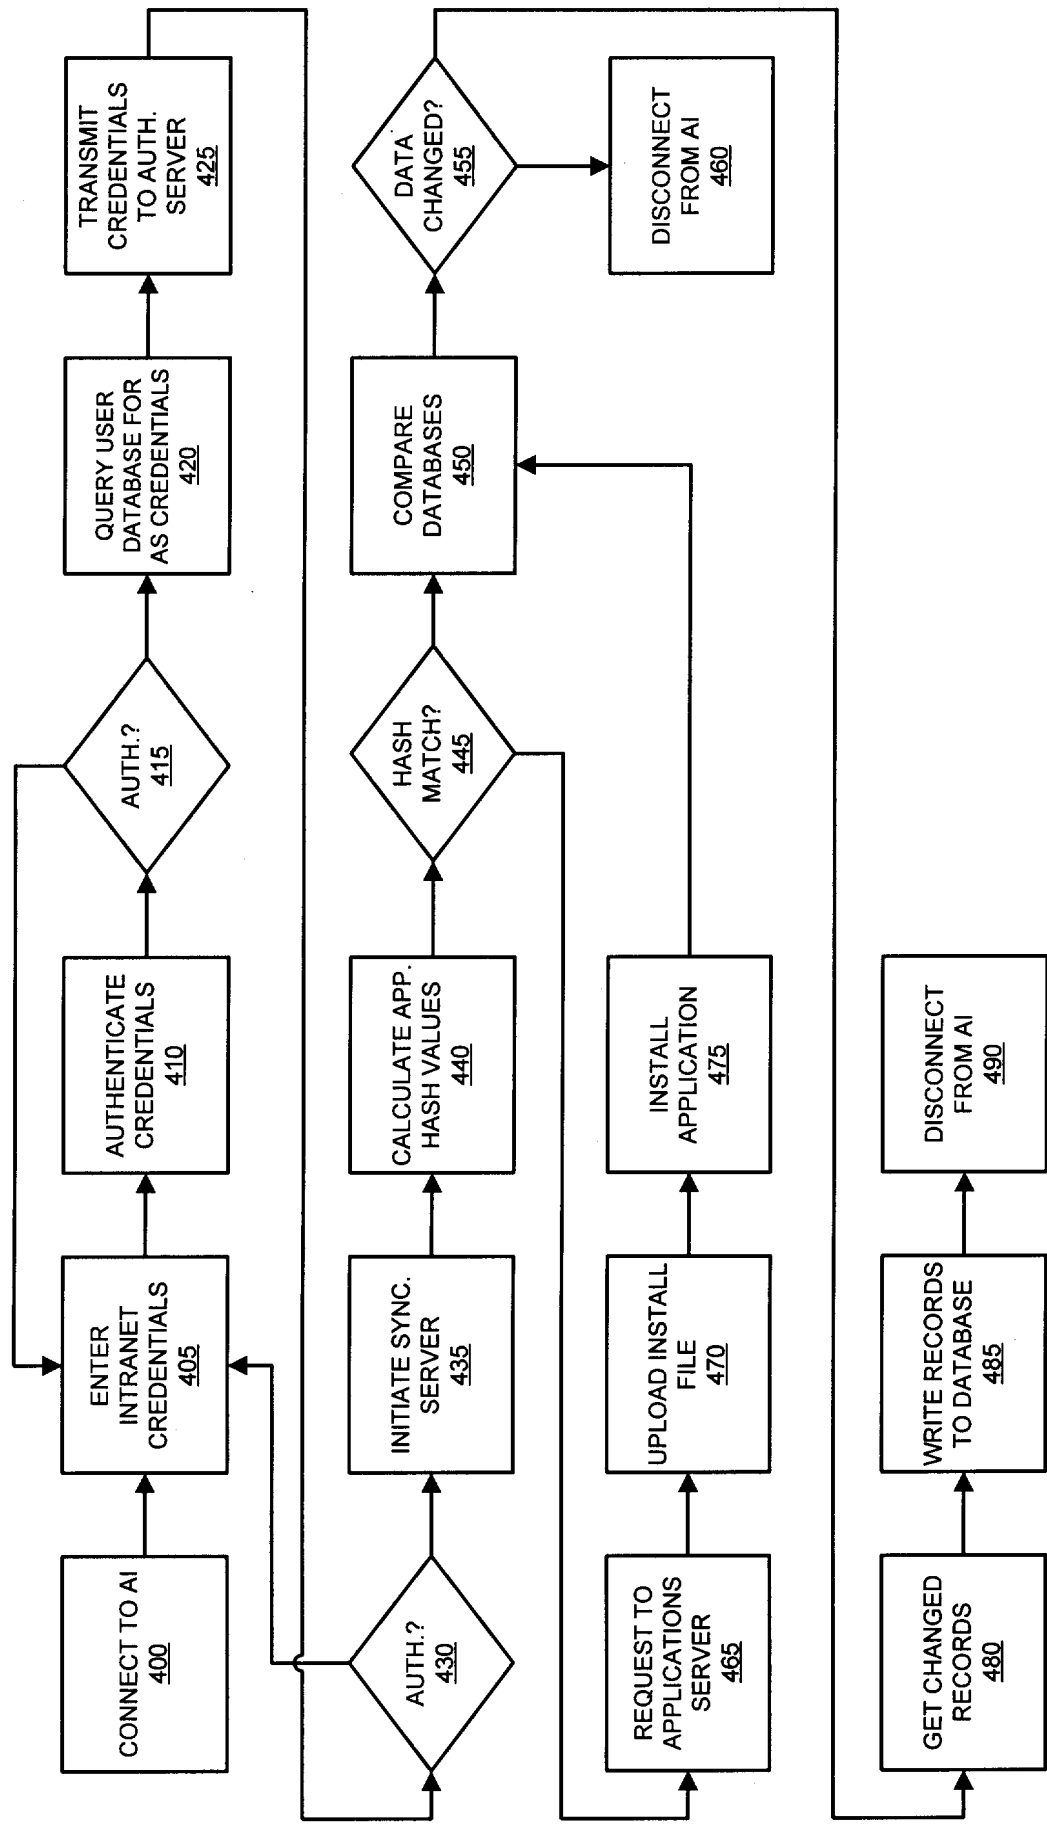 CONNECT TO AI
400
ENTER
INTRANET
CREDENTIALS
405
AUTHENTICATE
CREDENTIALS
410
AUTH.?
415
QUERY USER
DATABASE FOR
AS CREDENTIALS
420
TRANSMIT
CREDENTIALS
TO AUTH.
SERVER
425
AUTH.?
430
INITIATE SYNC.
SERVER
435
CALCULATE APP.
HASH VALUES
440
HASH
MATCH?
445
COMPARE
DATABASES
450
DATA
CHANGED?
455
DISCONNECT
FROM AI
460
REQUEST TO
APPLICATIONS
SERVER
465
UPLOAD INSTALL
FILE
470
INSTALL
APPLICATION
475
GET CHANGED
RECORDS
480
WRITE RECORDS
TO DATABASE
485
DISCONNECT
FROM AI
490